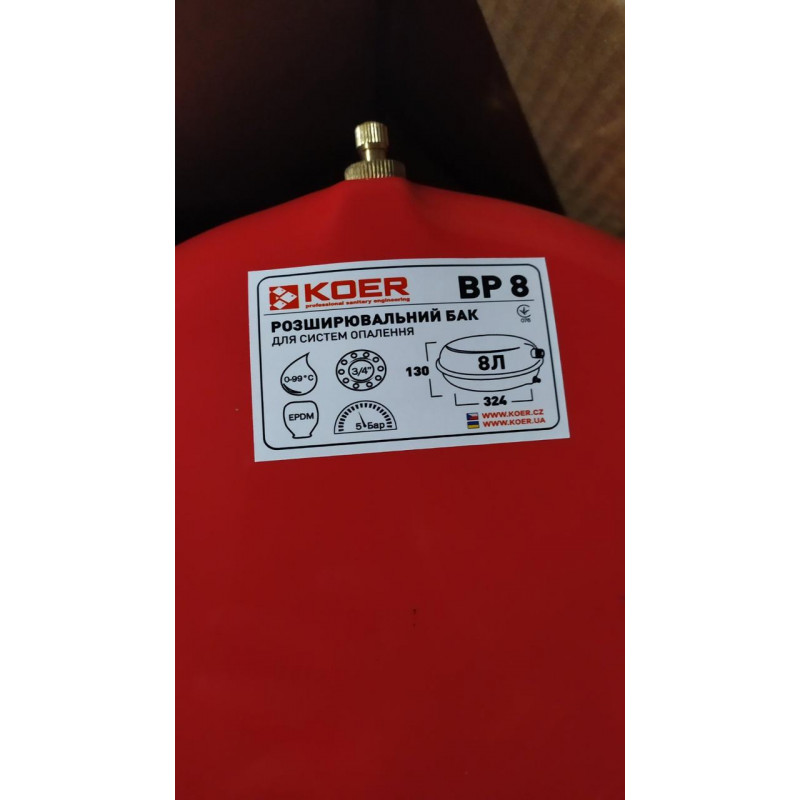 KOER
professional sanitary engineering
BP 8
РОЗШИРЮВАЛЬНИЙ БАК
ДЛЯ СИСТЕМ ОПАЛЕННЯ
0-99°C
3/4"
130
8Л
324
EPDM
5 Бар
WWW.KOER.CZ
WWW.KOER.UA